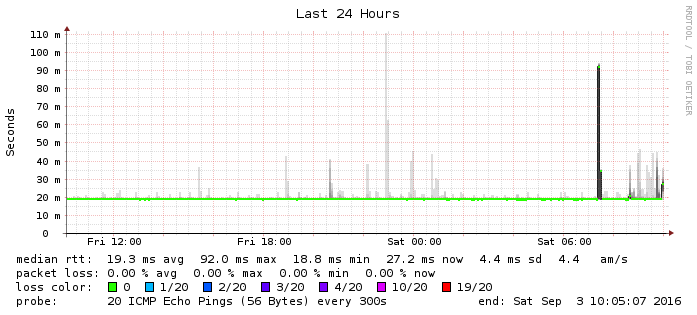 Last 24 Hours
RRDTOOL / TOBI OETIKER
110 m
100 m
90 m
80 m
70 m
60 m
50 m
40 m
30 m
20 m
10 m
0
Seconds
Fri 12:00 Fri 18:00 Sat 00:00 Sat 06:00
median rtt: 19.3 ms avg 92.0 ms max 18.8 ms min 27.2 ms now 4.4 ms sd 4.4 am/s
packet loss: 0.00 % avg 0.00 % max 0.00 % min 0.00 % now
loss color: 0 1/20 2/20 3/20 4/20 10/20 19/20
probe: 20 ICMP Echo Pings (56 Bytes) every 300s end: Sat Sep 3 10:05:07 2016